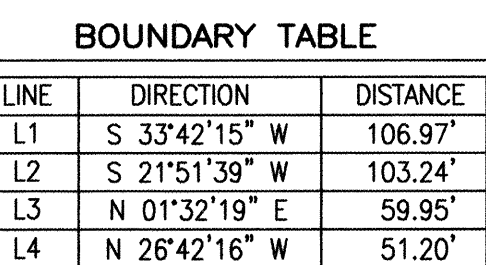 BOUNDARY TABLE
LINE DIRECTION DISTANCE
L1 S 33°42'15" W 106.97'
L2 S 21°51'39" W 103.24'
L3 N 01°32'19" E 59.95'
L4 N 26°42'16" W 51.20'